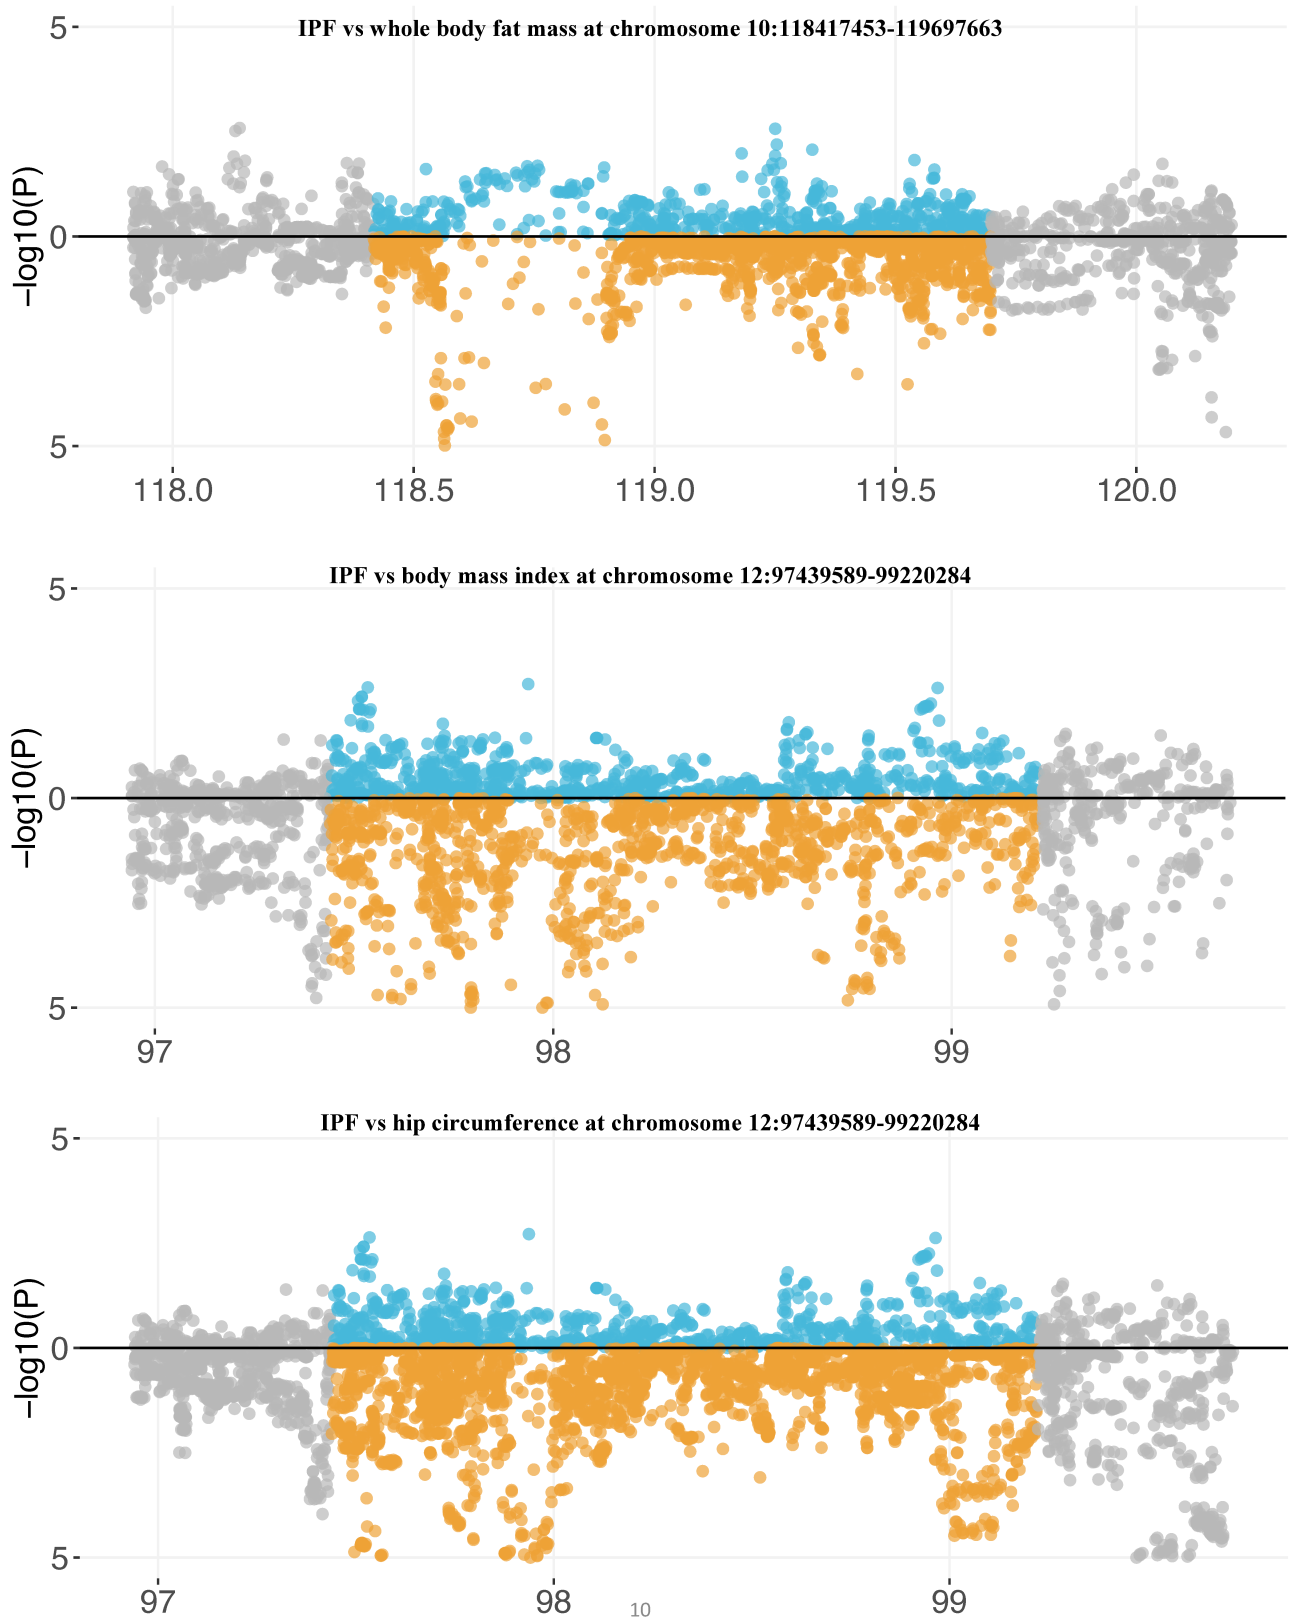 IPF vs whole body fat mass at chromosome 10:118417453-119697663
5
0
5
−log10(P)
118.0 118.5 119.0 119.5 120.0
IPF vs body mass index at chromosome 12:97439589-99220284
5
0
5
−log10(P)
97 98 99
IPF vs hip circumference at chromosome 12:97439589-99220284
5
0
5
−log10(P)
97 98 99
10